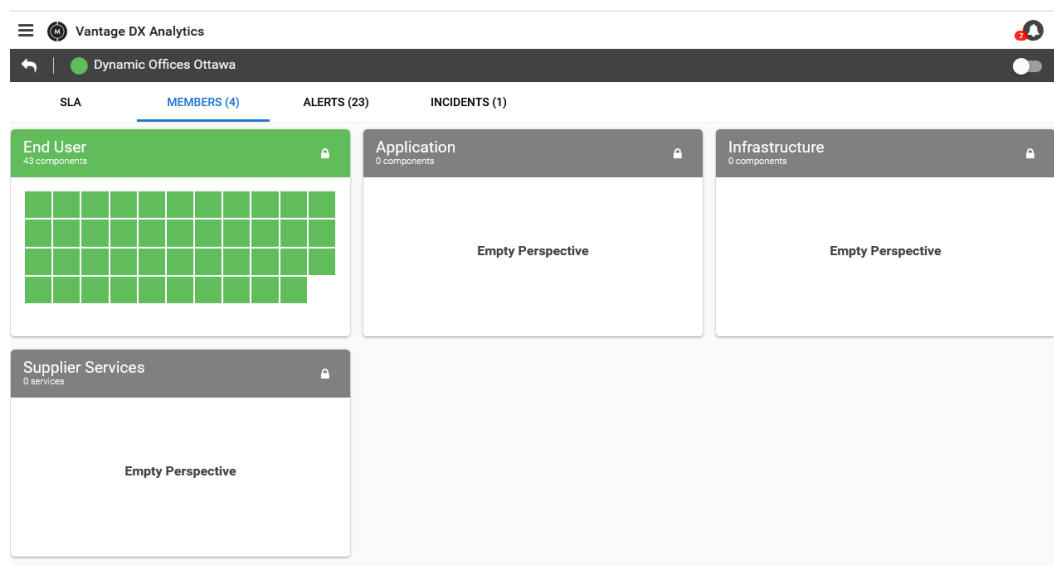 Vantage DX Analytics
7
Dynamic Offices Ottawa
SLA
MEMBERS (4)
ALERTS (23)
INCIDENTS (1)
End User
43 components
Application
0 components
Infrastructure
0 components
Empty Perspective
Empty Perspective
Supplier Services
0 services
Empty Perspective